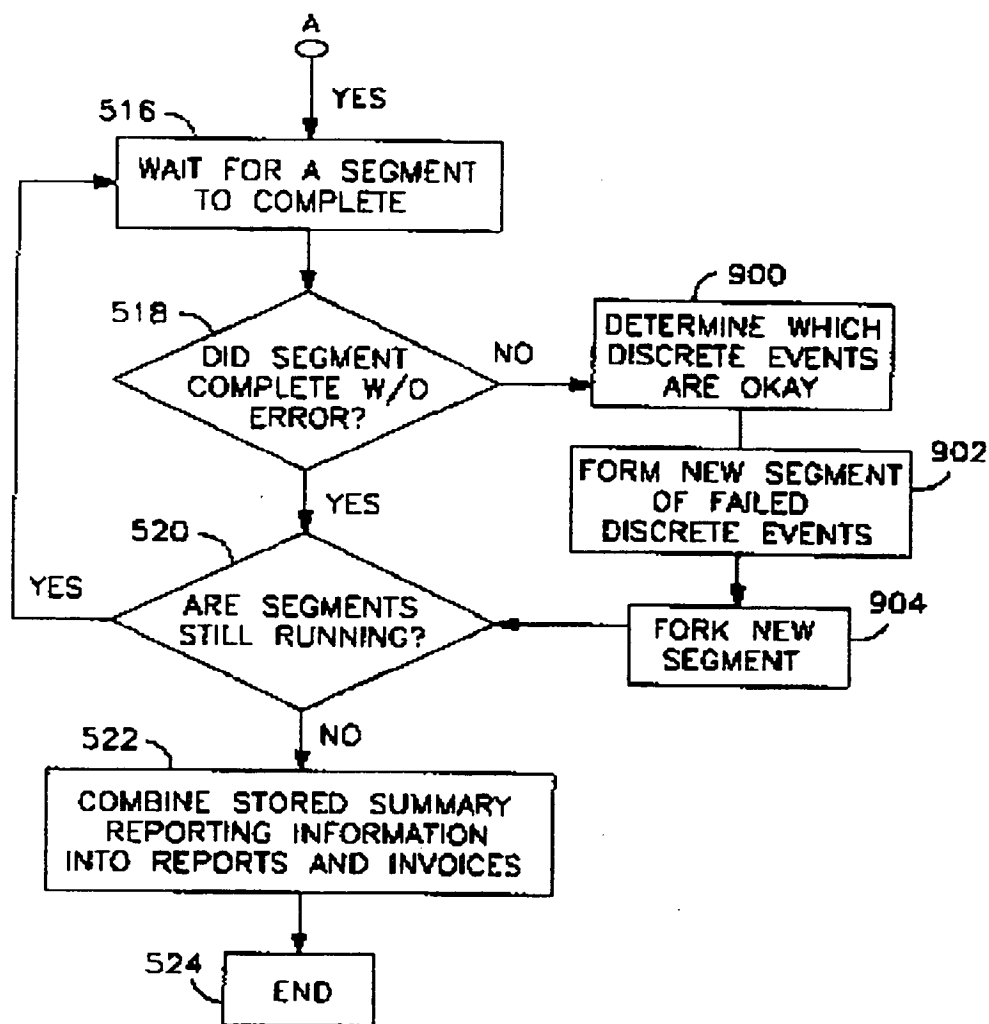 A
YES
516
WAIT FOR A SEGMENT
TO COMPLETE
518
DID SEGMENT
COMPLETE W/O
ERROR?
NO
900
DETERMINE WHICH
DISCRETE EVENTS
ARE OKAY
902
FORM NEW SEGMENT
OF FAILED
DISCRETE EVENTS
YES
520
YES
ARE SEGMENTS
STILL RUNNING?
904
FORK NEW
SEGMENT
NO
522
COMBINE STORED SUMMARY
REPORTING INFORMATION
INTO REPORTS AND INVOICES
524
END